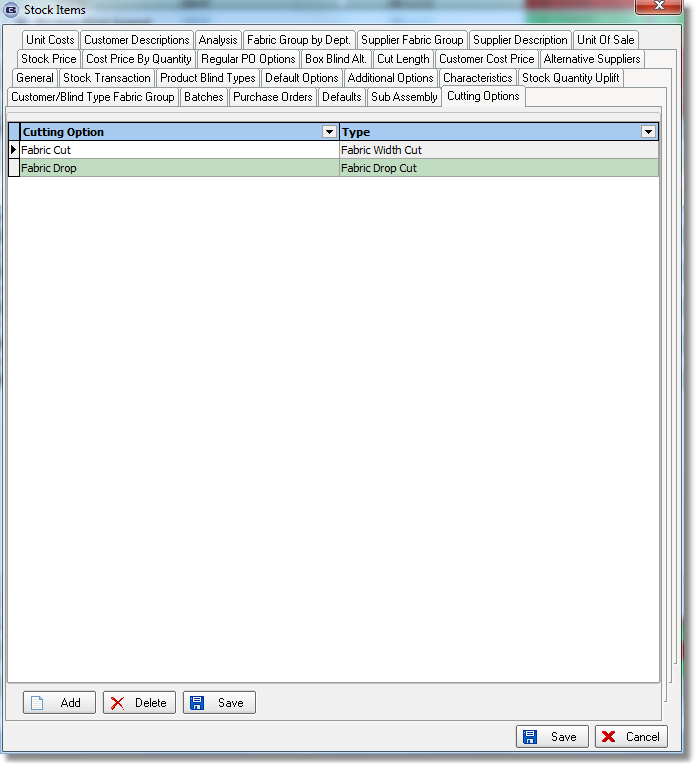 Stock Items
Unit Costs Customer Descriptions Analysis Fabric Group by Dept. Supplier Fabric Group Supplier Description Unit Of Sale
Stock Price Cost Price By Quantity Regular PO Options Box Blind Alt. Cut Length Customer Cost Price Alternative Suppliers
General Stock Transaction Product Blind Types Default Options Additional Options Characteristics Stock Quantity Uplift
Customer/Blind Type Fabric Group Batches Purchase Orders Defaults Sub Assembly Cutting Options
Cutting Option Type
Fabric Cut Fabric Width Cut
Fabric Drop Fabric Drop Cut
Add Delete Save
Save Cancel